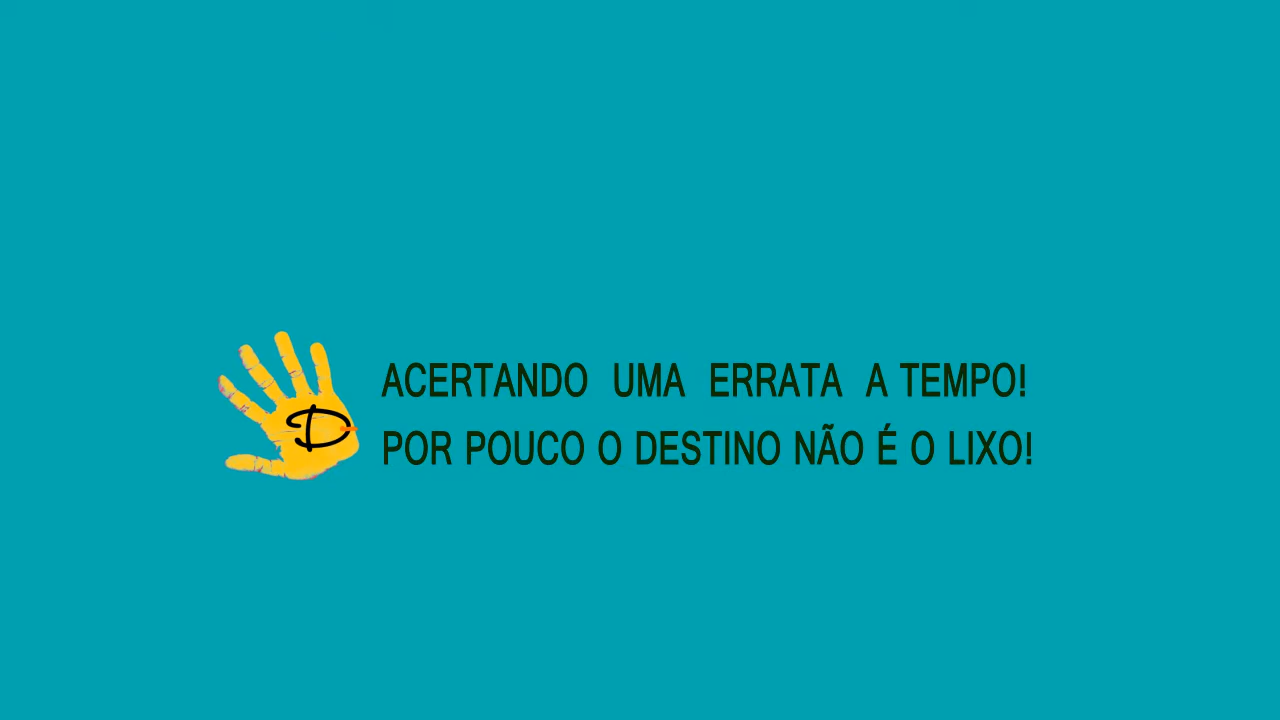 D
ACERTANDO UMA ERRATA A TEMPO!
POR POUCO O DESTINO NÃO É O LIXO!